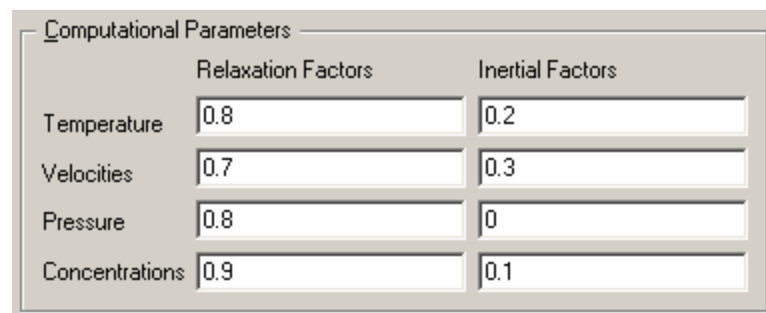 Computational Parameters
Relaxation Factors Inertial Factors
Temperature 0.8 0.2
Velocities 0.7 0.3
Pressure 0.8 0
Concentrations 0.9 0.1